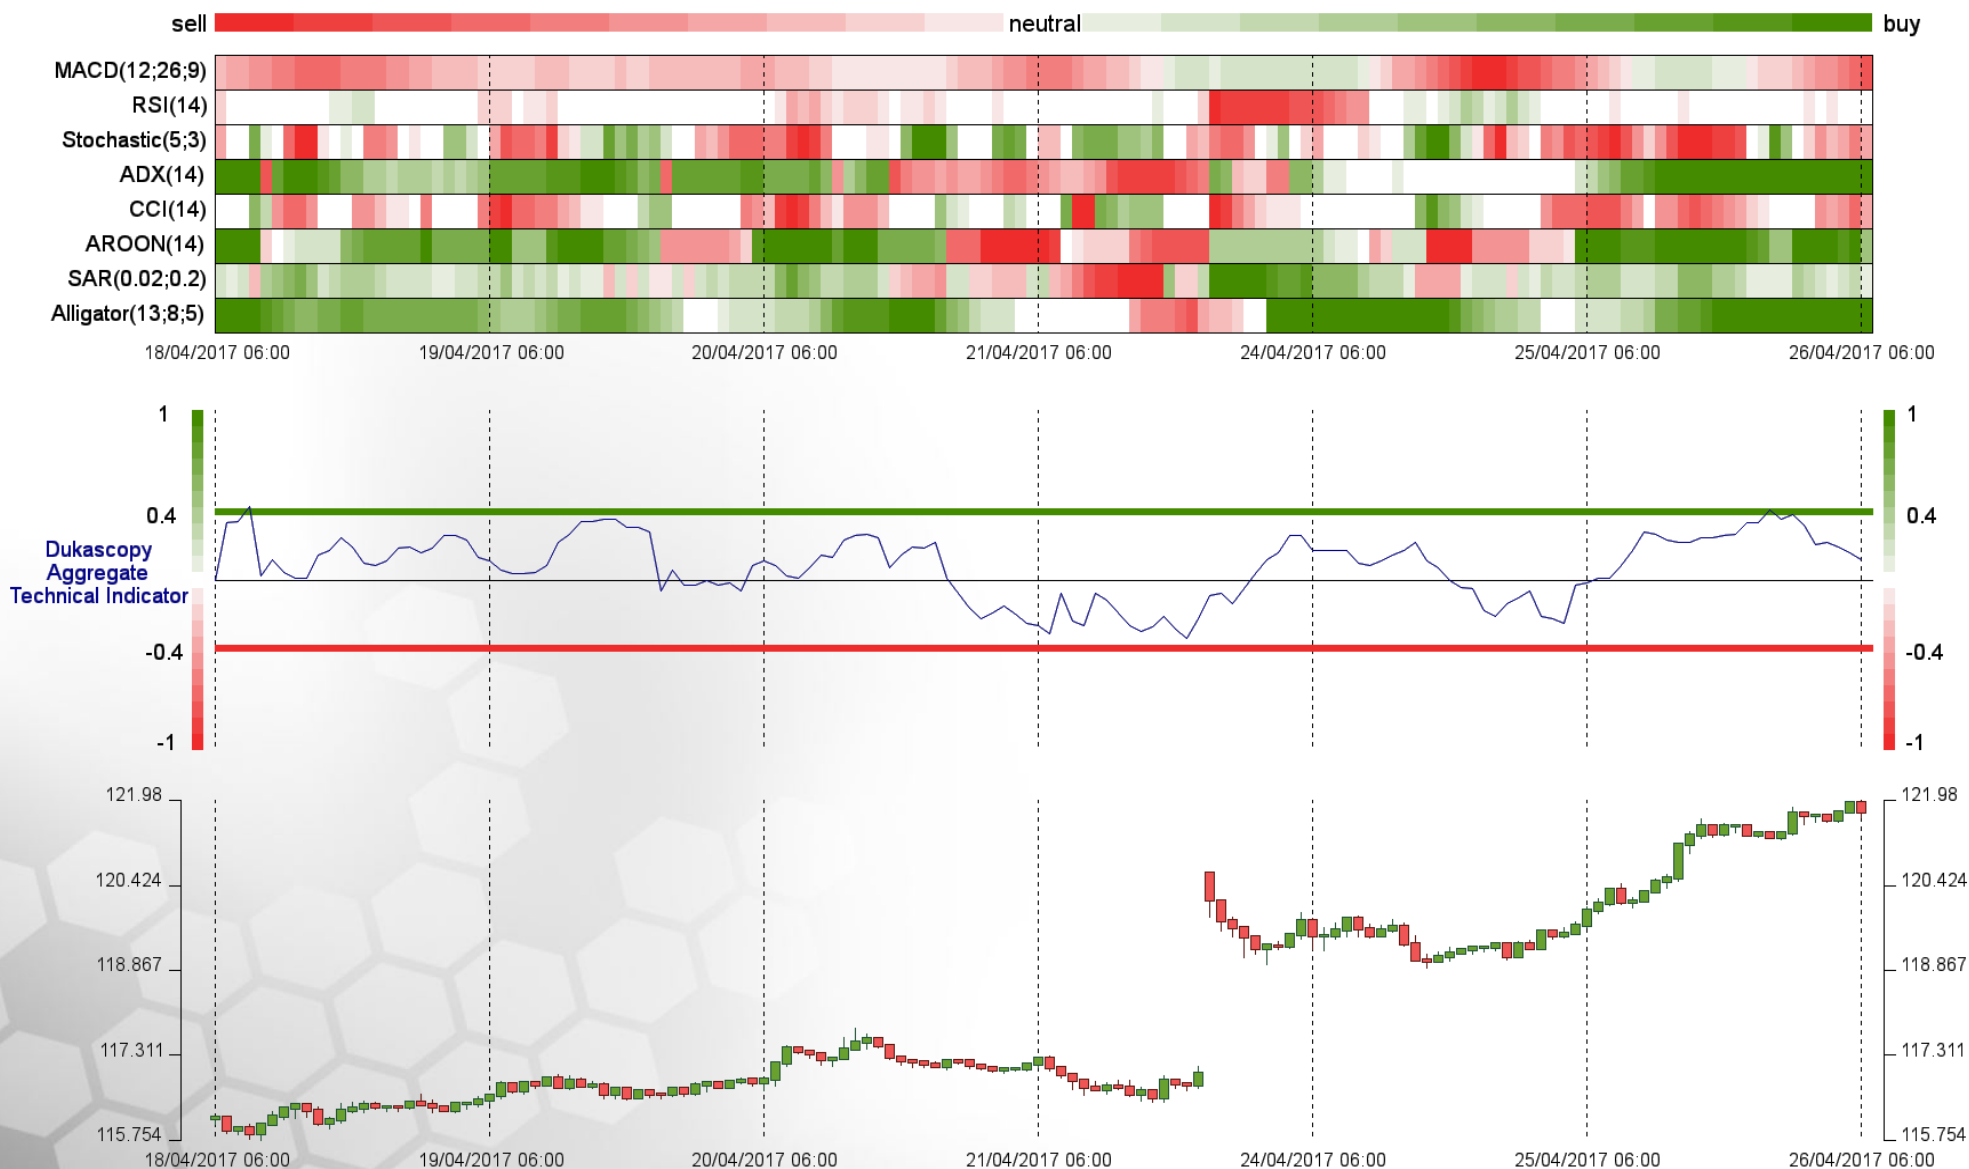 sell neutral buy
MACD(12;26;9)
RSI(14)
Stochastic(5;3)
ADX(14)
CCI(14)
AROON(14)
SAR(0.02;0.2)
Alligator(13;8;5)
18/04/2017 06:00 19/04/2017 06:00 20/04/2017 06:00 21/04/2017 06:00 24/04/2017 06:00 25/04/2017 06:00 26/04/2017 06:00
1 1
0.4 0.4
Dukascopy
Aggregate
Technical Indicator
-0.4 -0.4
-1 -1
121.98 121.98
120.424 120.424
118.867 118.867
117.311 117.311
115.754 115.754
18/04/2017 06:00 19/04/2017 06:00 20/04/2017 06:00 21/04/2017 06:00 24/04/2017 06:00 25/04/2017 06:00 26/04/2017 06:00